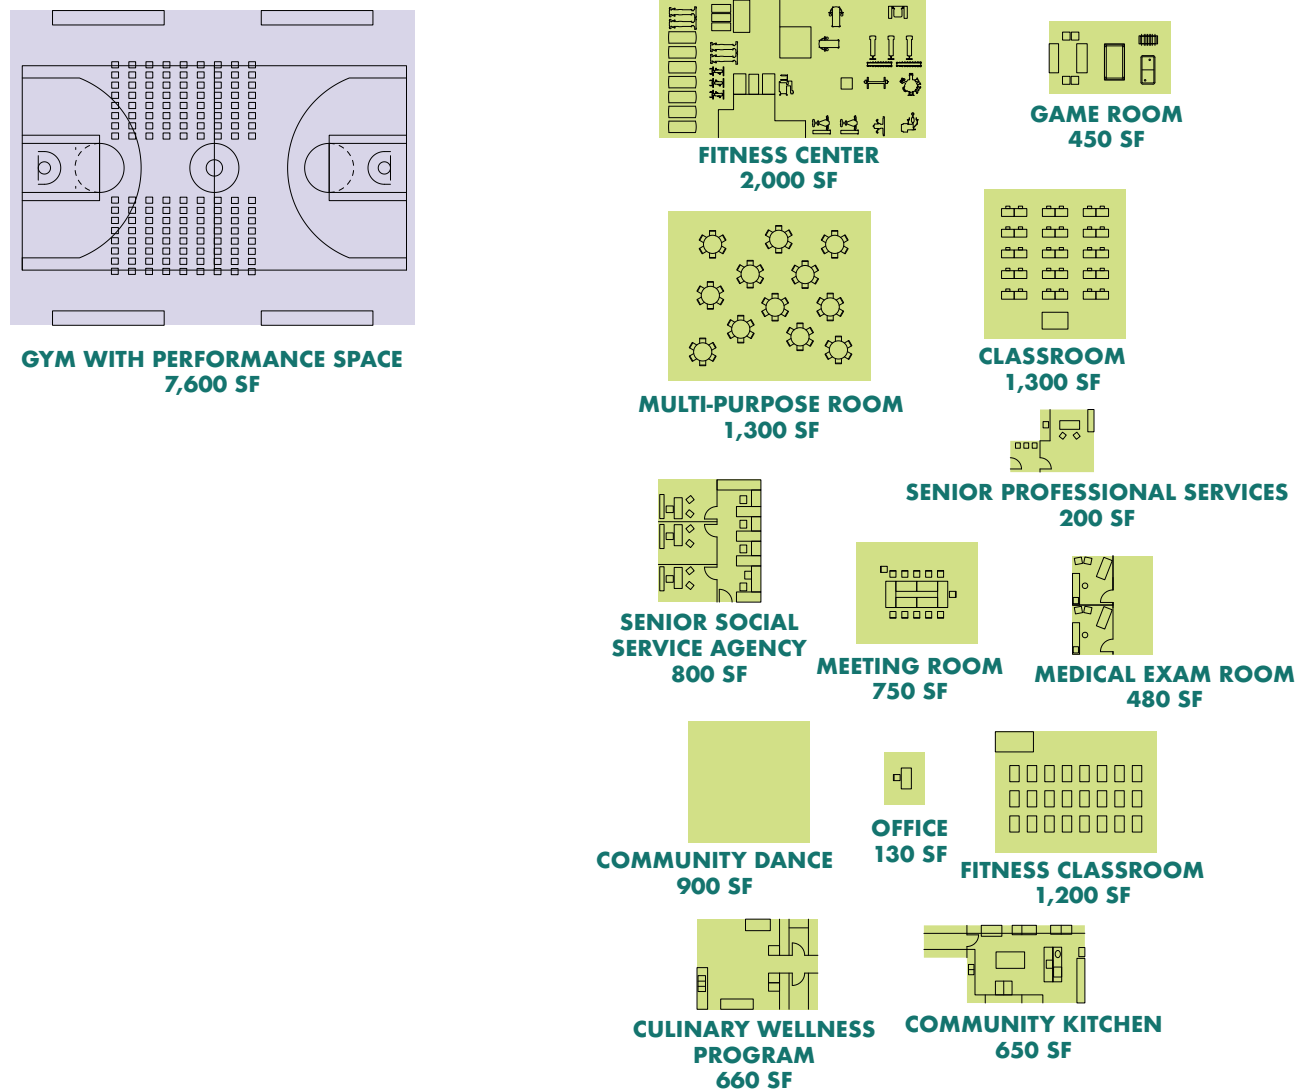 FITNESS CENTER
2,000 SF
GAME ROOM
450 SF
GYM WITH PERFORMANCE SPACE
7,600 SF
MULTI-PURPOSE ROOM
1,300 SF
CLASSROOM
1,300 SF
SENIOR PROFESSIONAL SERVICES
200 SF
SENIOR SOCIAL
SERVICE AGENCY
800 SF
MEETING ROOM
750 SF
MEDICAL EXAM ROOM
480 SF
COMMUNITY DANCE
900 SF
OFFICE
130 SF
FITNESS CLASSROOM
1,200 SF
CULINARY WELLNESS
PROGRAM
660 SF
COMMUNITY KITCHEN
650 SF